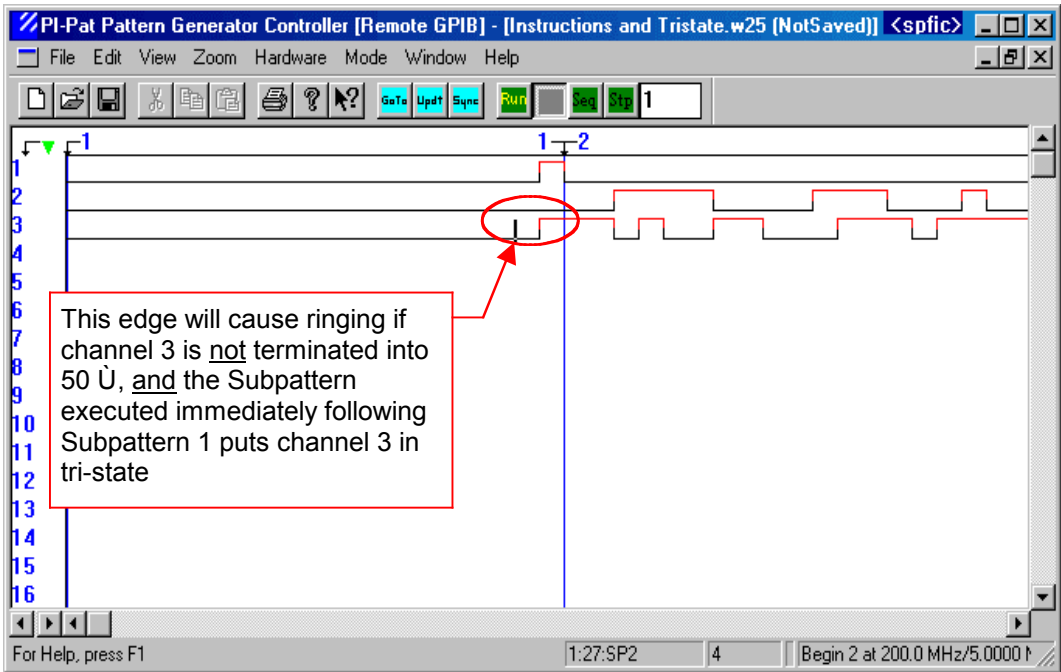 PI-Pat Pattern Generator Controller [Remote GPIB] - [Instructions and Tristate.w25 (NotSaved)] <spfic>
File Edit View Zoom Hardware Mode Window Help
GoTo Updt Sync Run Seq Stp 1
1 1 2
1
2
3
4
5
6
7
8
9
10
11
12
13
14
15
16
This edge will cause ringing if
channel 3 is not terminated into
50 Ù, and the Subpattern
executed immediately following
Subpattern 1 puts channel 3 in
tri-state
For Help, press F1 1:27:SP2 4 Begin 2 at 200.0 MHz/5.0000